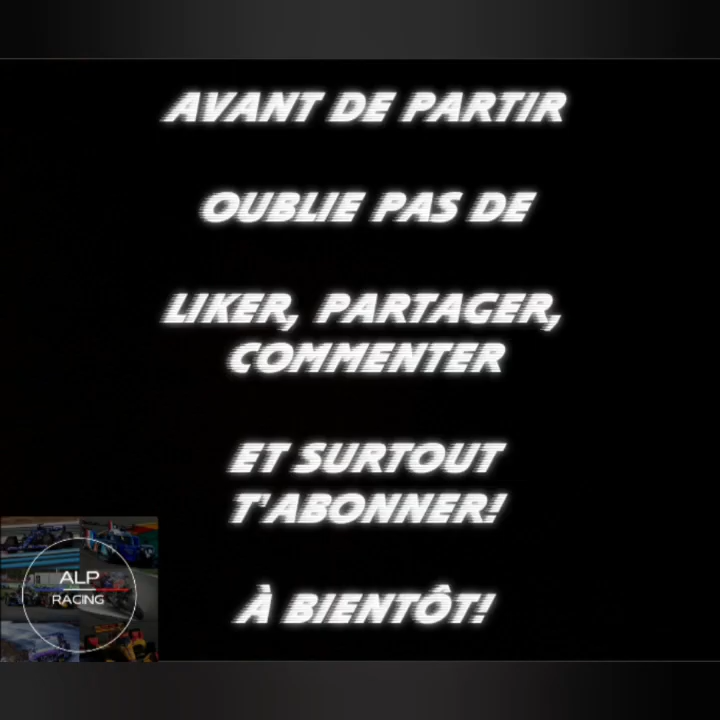 AVANT DE PARTIR
OUBLIE PAS DE
LIKER, PARTAGER,
COMMENTER
ET SURTOUT
T'ABONNER!
À BIENTÔT!
ALP
RACING